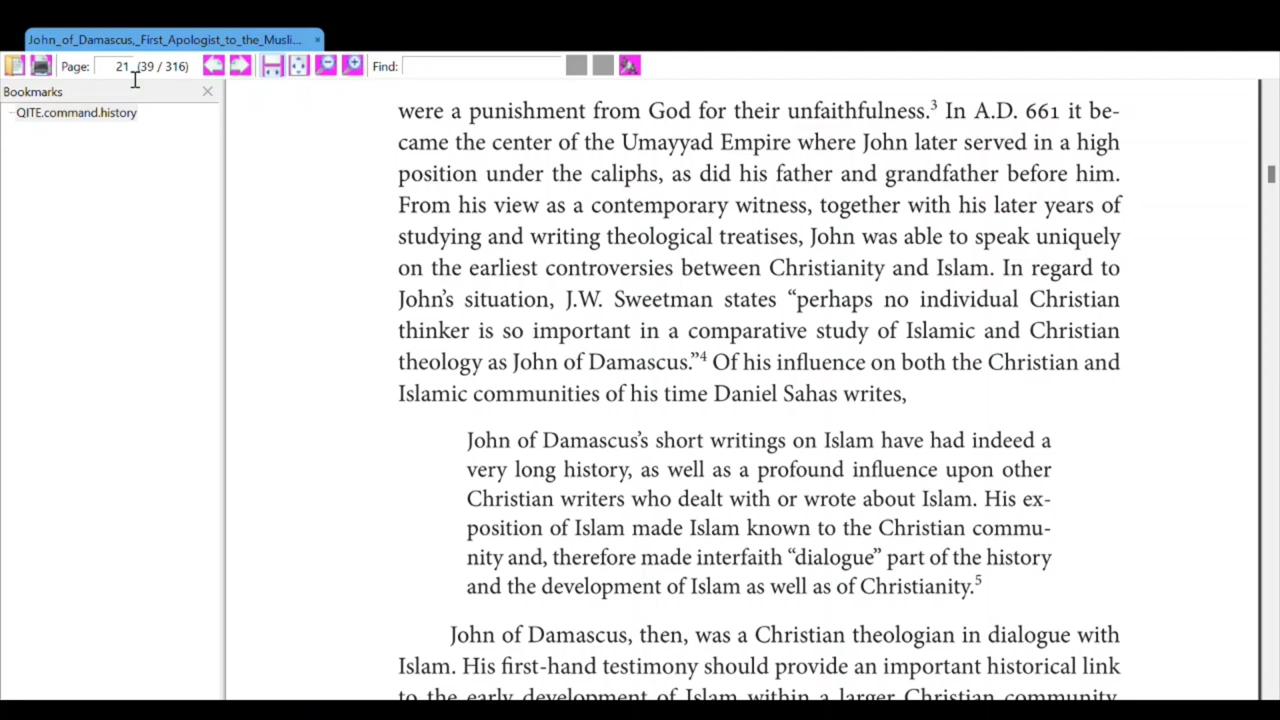 John_of_Damascus,_First_Apologist_to_the_Musli... ×
Page: 21 (39 / 316) Find:
Bookmarks
QITE.command.history
were a punishment from God for their unfaithfulness.3 In A.D. 661 it be-
came the center of the Umayyad Empire where John later served in a high
position under the caliphs, as did his father and grandfather before him.
From his view as a contemporary witness, together with his later years of
studying and writing theological treatises, John was able to speak uniquely
on the earliest controversies between Christianity and Islam. In regard to
John’s situation, J.W. Sweetman states “perhaps no individual Christian
thinker is so important in a comparative study of Islamic and Christian
theology as John of Damascus.”4 Of his influence on both the Christian and
Islamic communities of his time Daniel Sahas writes,
John of Damascus’s short writings on Islam have had indeed a
very long history, as well as a profound influence upon other
Christian writers who dealt with or wrote about Islam. His ex-
position of Islam made Islam known to the Christian commu-
nity and, therefore made interfaith “dialogue” part of the history
and the development of Islam as well as of Christianity.5
John of Damascus, then, was a Christian theologian in dialogue with
Islam. His first-hand testimony should provide an important historical link
to the early development of Islam within a larger Christian community.